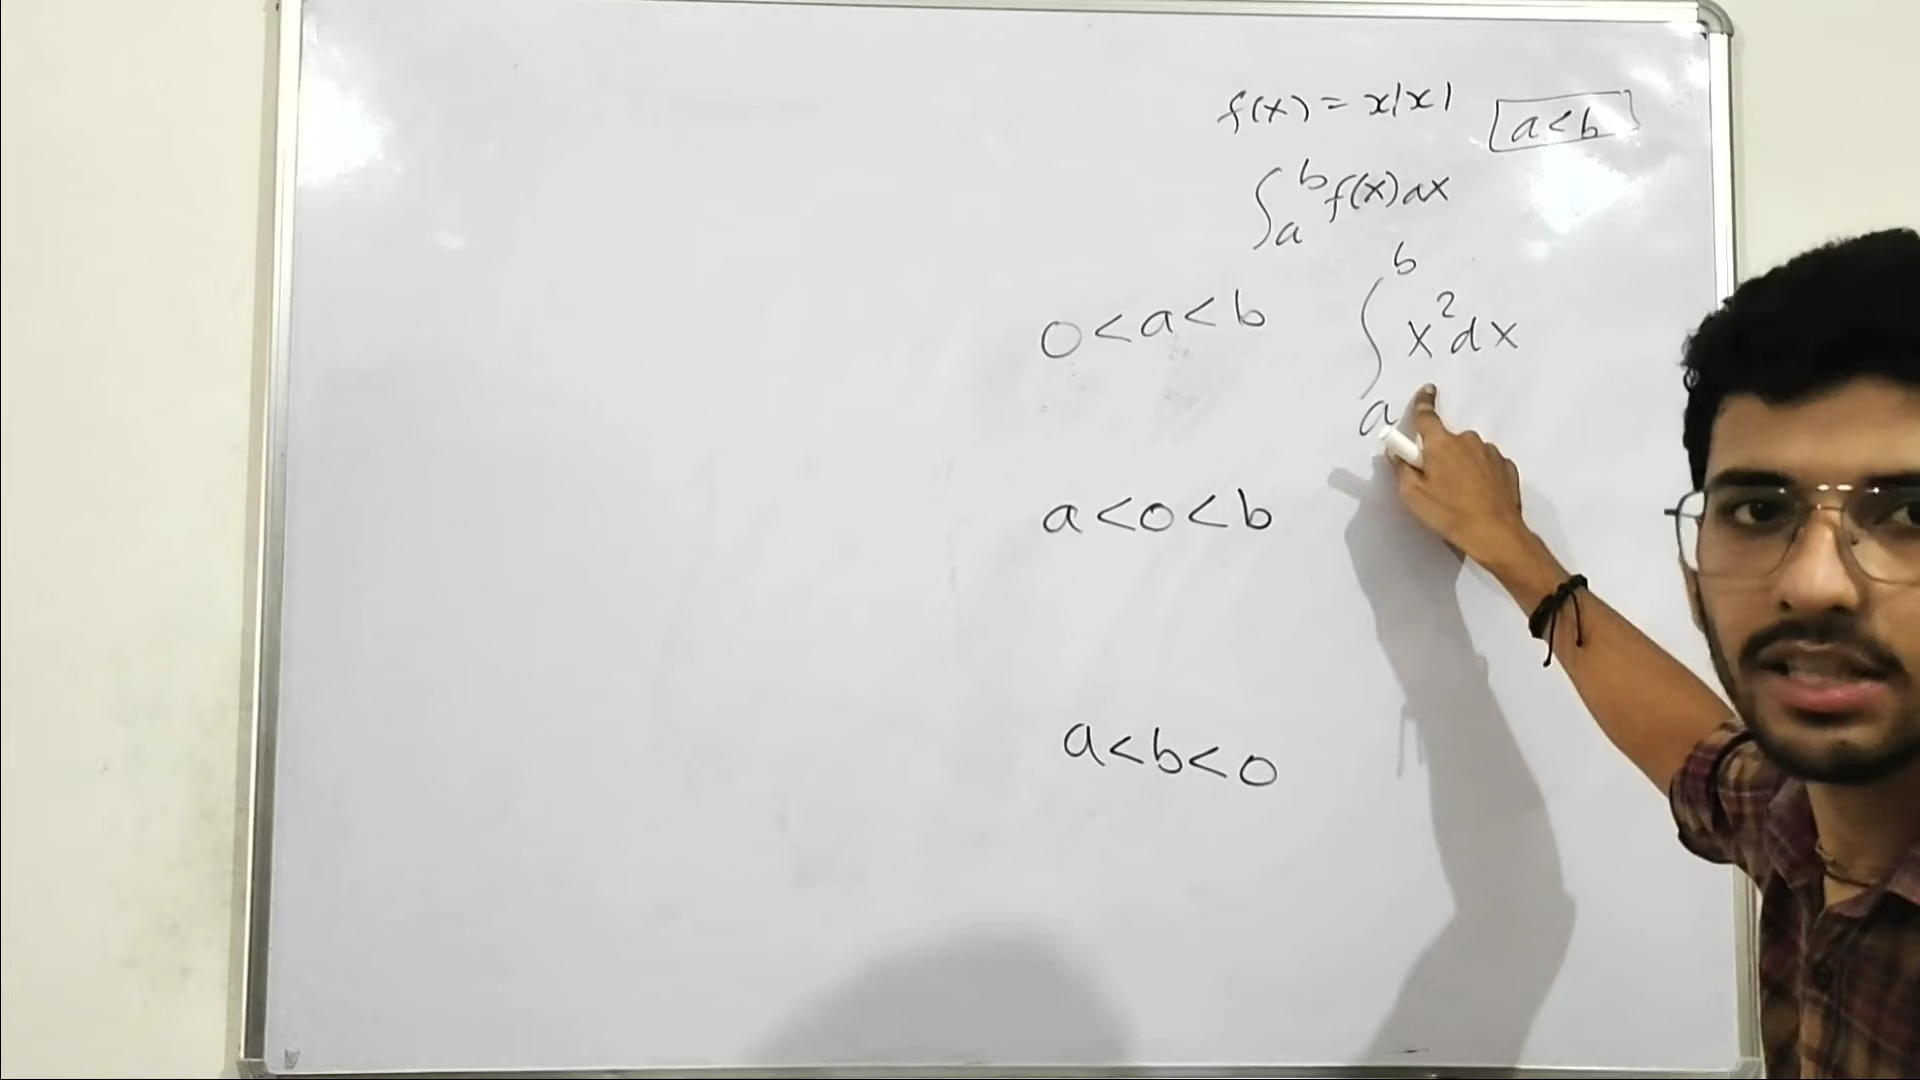 f(x) = x|x| a<b
∫_a^b f(x)dx
0<a<b ∫_a^b x²dx
a<0<b
a<b<0